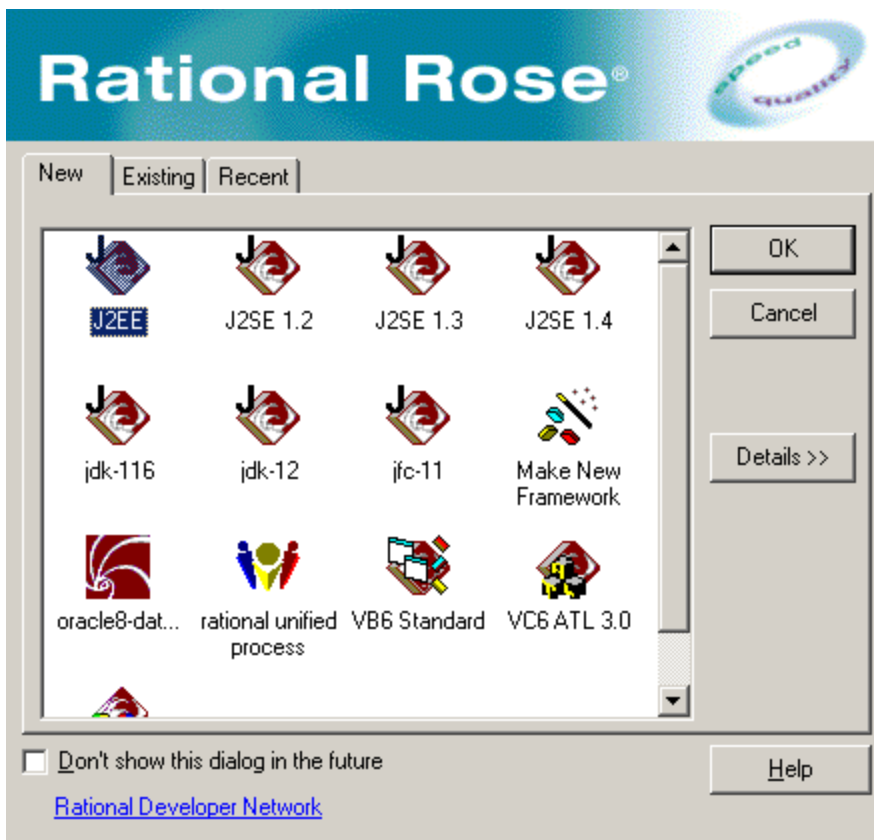 Rational Rose®
speed
quality
New Existing Recent
J2EE J2SE 1.2 J2SE 1.3 J2SE 1.4
OK
Cancel
jdk-116 jdk-12 jfc-11 Make New
Framework
Details >>
oracle8-dat... rational unified VB6 Standard VC6 ATL 3.0
process
Don't show this dialog in the future
Help
Rational Developer Network